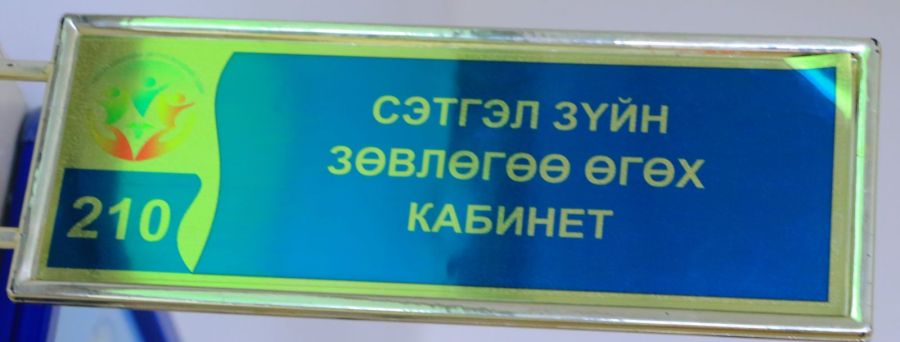 СЭТГЭЛ ЗҮЙН
ЗӨВЛӨГӨӨ ӨГӨХ
КАБИНЕТ
210